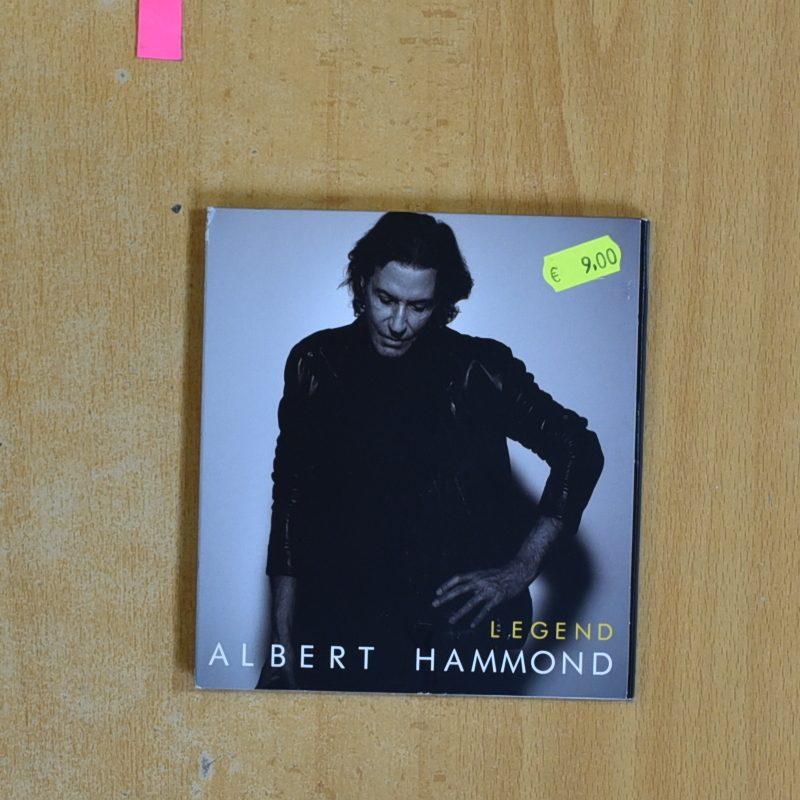 € 9,00
LEGEND
ALBERT HAMMOND